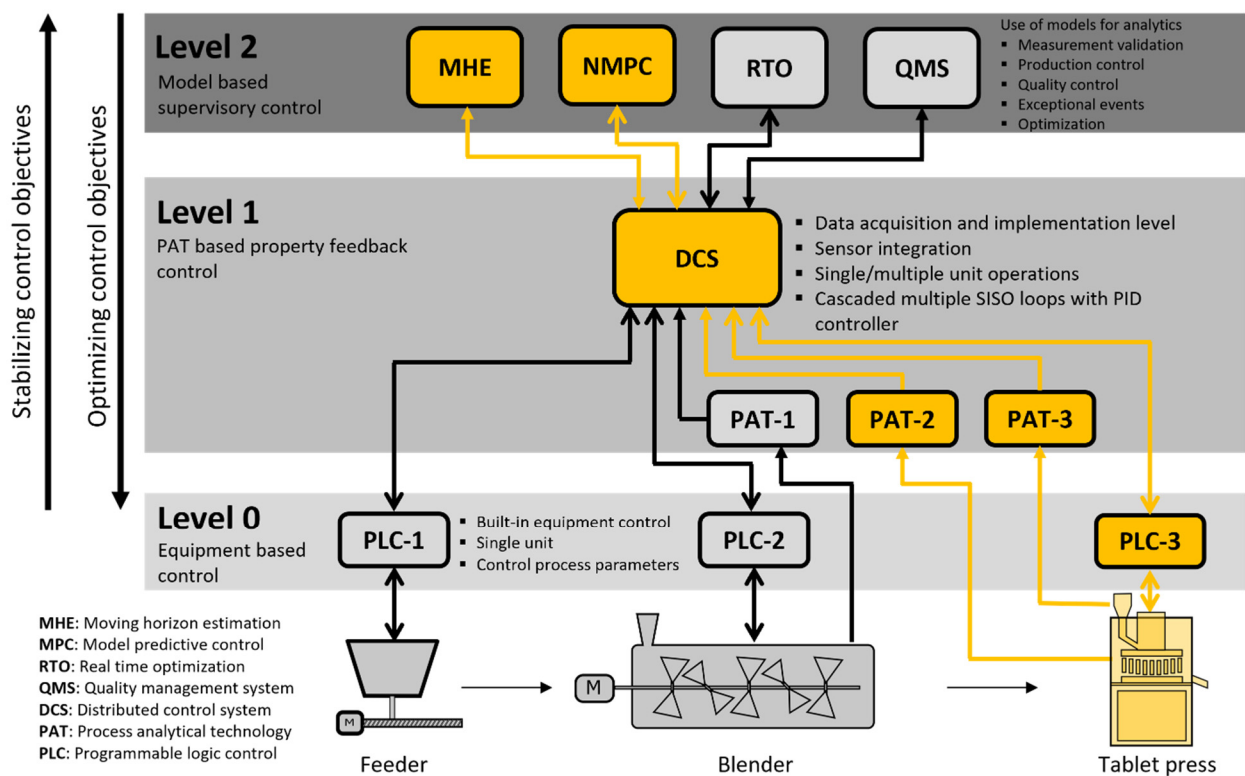 Stabilizing control objectives
Optimizing control objectives
Level 2
Model based
supervisory control
MHE
NMPC
RTO
QMS
Use of models for analytics
▪ Measurement validation
▪ Production control
▪ Quality control
▪ Exceptional events
▪ Optimization
Level 1
PAT based property feedback
control
DCS
▪ Data acquisition and implementation level
▪ Sensor integration
▪ Single/multiple unit operations
▪ Cascaded multiple SISO loops with PID
controller
PAT-1
PAT-2
PAT-3
Level 0
Equipment based
control
PLC-1
▪ Built-in equipment control
▪ Single unit
▪ Control process parameters
PLC-2
PLC-3
MHE: Moving horizon estimation
MPC: Model predictive control
RTO: Real time optimization
QMS: Quality management system
DCS: Distributed control system
PAT: Process analytical technology
PLC: Programmable logic control
M
M
Feeder
Blender
Tablet press